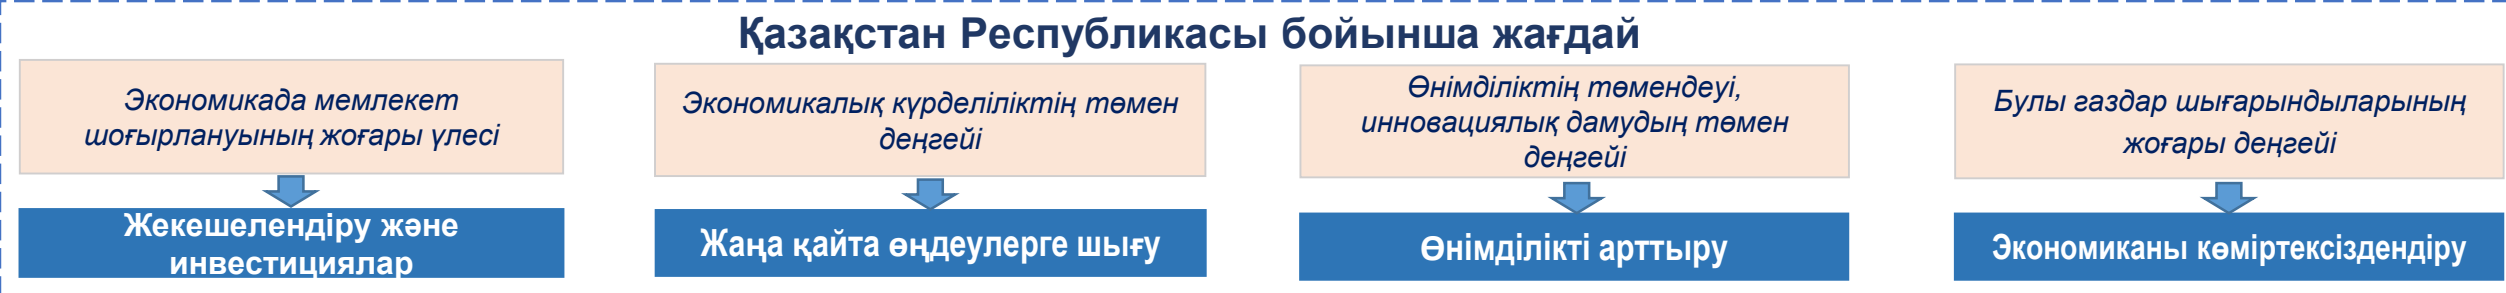 Қазақстан Республикасы бойынша жағдай
Экономикада мемлекет
шоғырлануының жоғары үлесі
Жекешелендіру және
инвестициялар
Экономикалық күрделіліктің төмен
деңгейі
Жаңа қайта өңдеулерге шығу
Өнімділіктің төмендеуі,
инновациялық дамудың төмен
деңгейі
Өнімділікті арттыру
Булы газдар шығарындыларының
жоғары деңгейі
Экономиканы көміртексіздендіру